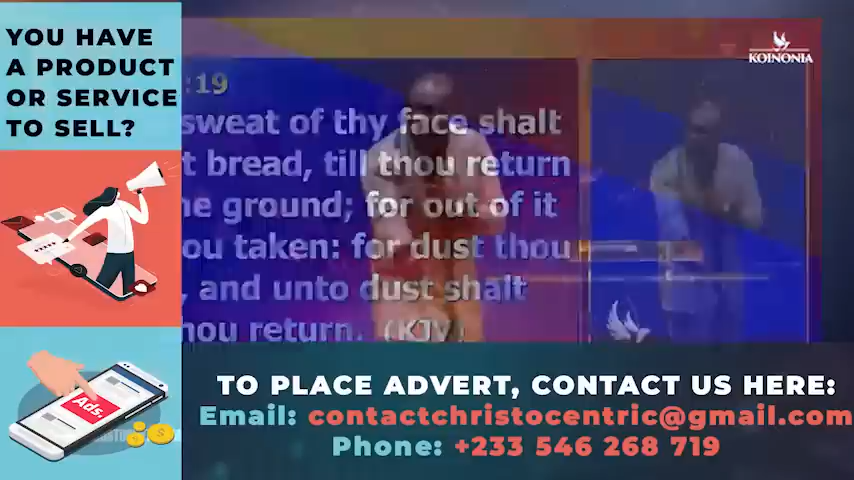 YOU HAVE
A PRODUCT
OR SERVICE
TO SELL?
KOINONIA
:19
sweat of thy face shalt
t bread, till thou return
he ground; for out of it
ou taken: for dust thou
, and unto dust shalt
hou return. (KJV)
Ads.
TO PLACE ADVERT, CONTACT US HERE:
Email: contactchristocentric@gmail.com
Phone: +233 546 268 719